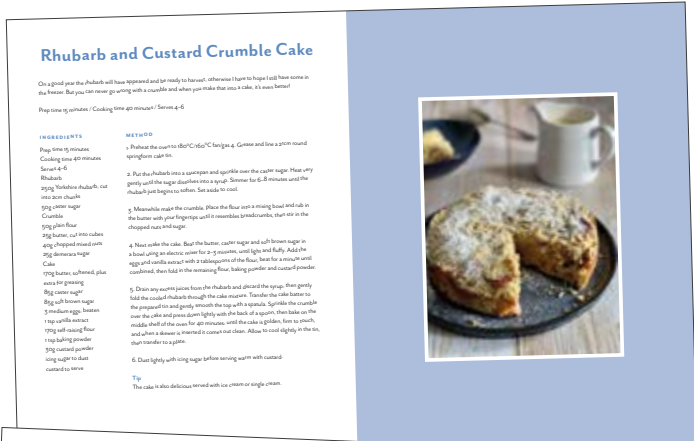 Rhubarb and Custard Crumble Cake
On a good year the rhubarb will have appeared and be ready to harvest, otherwise I have to hope I still have some in
the freezer. But you can never go wrong with a crumble and when you make that into a cake, it's even better!
Prep time 15 minutes / Cooking time 40 minutes / Serves 4–6
INGREDIENTS
Prep time 15 minutes
Cooking time 40 minutes
Serves 4–6
Rhubarb
250g Yorkshire rhubarb, cut
into 2cm chunks
50g caster sugar
Crumble
50g plain flour
25g butter, cut into cubes
40g chopped mixed nuts
25g demerara sugar
Cake
170g butter, softened, plus
extra for greasing
85g caster sugar
85g soft brown sugar
3 medium eggs, beaten
1 tsp vanilla extract
170g self-raising flour
1 tsp baking powder
30g custard powder
icing sugar to dust
custard to serve
METHOD
1. Preheat the oven to 180°C/160°C fan/gas 4. Grease and line a 21cm round
springform cake tin.
2. Put the rhubarb into a saucepan and sprinkle over the caster sugar. Heat very
gently until the sugar dissolves into a syrup. Simmer for 6–8 minutes until the
rhubarb just begins to soften. Set aside to cool.
3. Meanwhile make the crumble. Place the flour into a mixing bowl and rub in
the butter with your fingertips until it resembles breadcrumbs, then stir in the
chopped nuts and sugar.
4. Next make the cake. Beat the butter, caster sugar and soft brown sugar in
a bowl using an electric mixer for 2–3 minutes, until light and fluffy. Add the
eggs and vanilla extract with 2 tablespoons of the flour, beat for a minute until
combined, then fold in the remaining flour, baking powder and custard powder.
5. Drain any excess juices from the rhubarb and discard the syrup, then gently
fold the cooled rhubarb through the cake mixture. Transfer the cake batter to
the prepared tin and gently smooth the top with a spatula. Sprinkle the crumble
over the cake and press down lightly with the back of a spoon, then bake on the
middle shelf of the oven for 40 minutes, until the cake is golden, firm to touch,
and when a skewer is inserted it comes out clean. Allow to cool slightly in the tin,
then transfer to a plate.
6. Dust lightly with icing sugar before serving warm with custard.
Tip
The cake is also delicious served with ice cream or single cream.